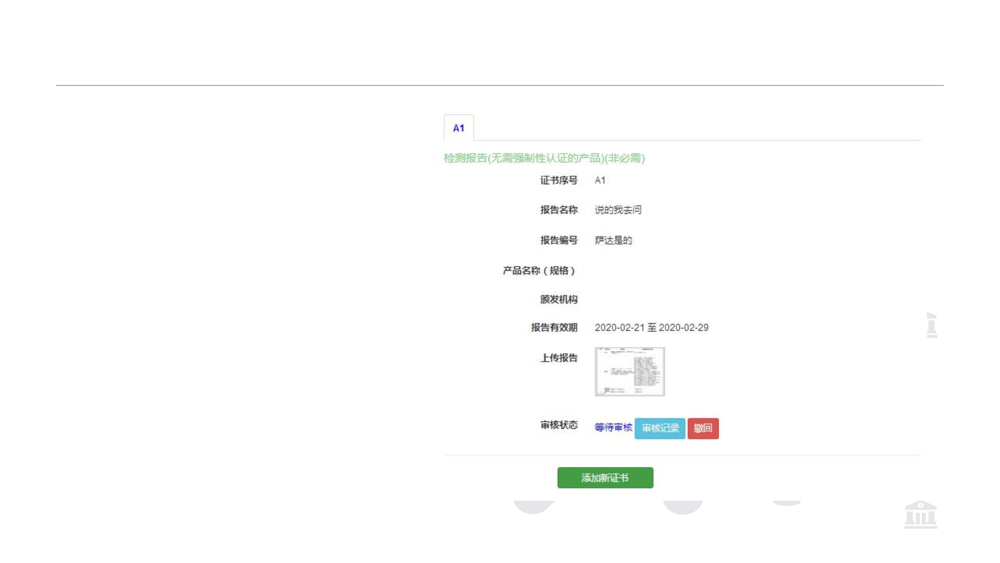 A1
检测报告(无需强制性认证的产品)(非必需)
证书序号 A1
报告名称 说的我去问
报告编号 萨达是的
产品名称（规格）
颁发机构
报告有效期 2020-02-21 至 2020-02-29
上传报告
审核状态 等待审核 审核记录 撤回
添加新证书